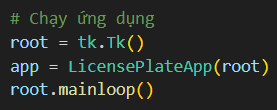 # Chạy ứng dụng
root = tk.Tk()
app = LicensePlateApp(root)
root.mainloop()